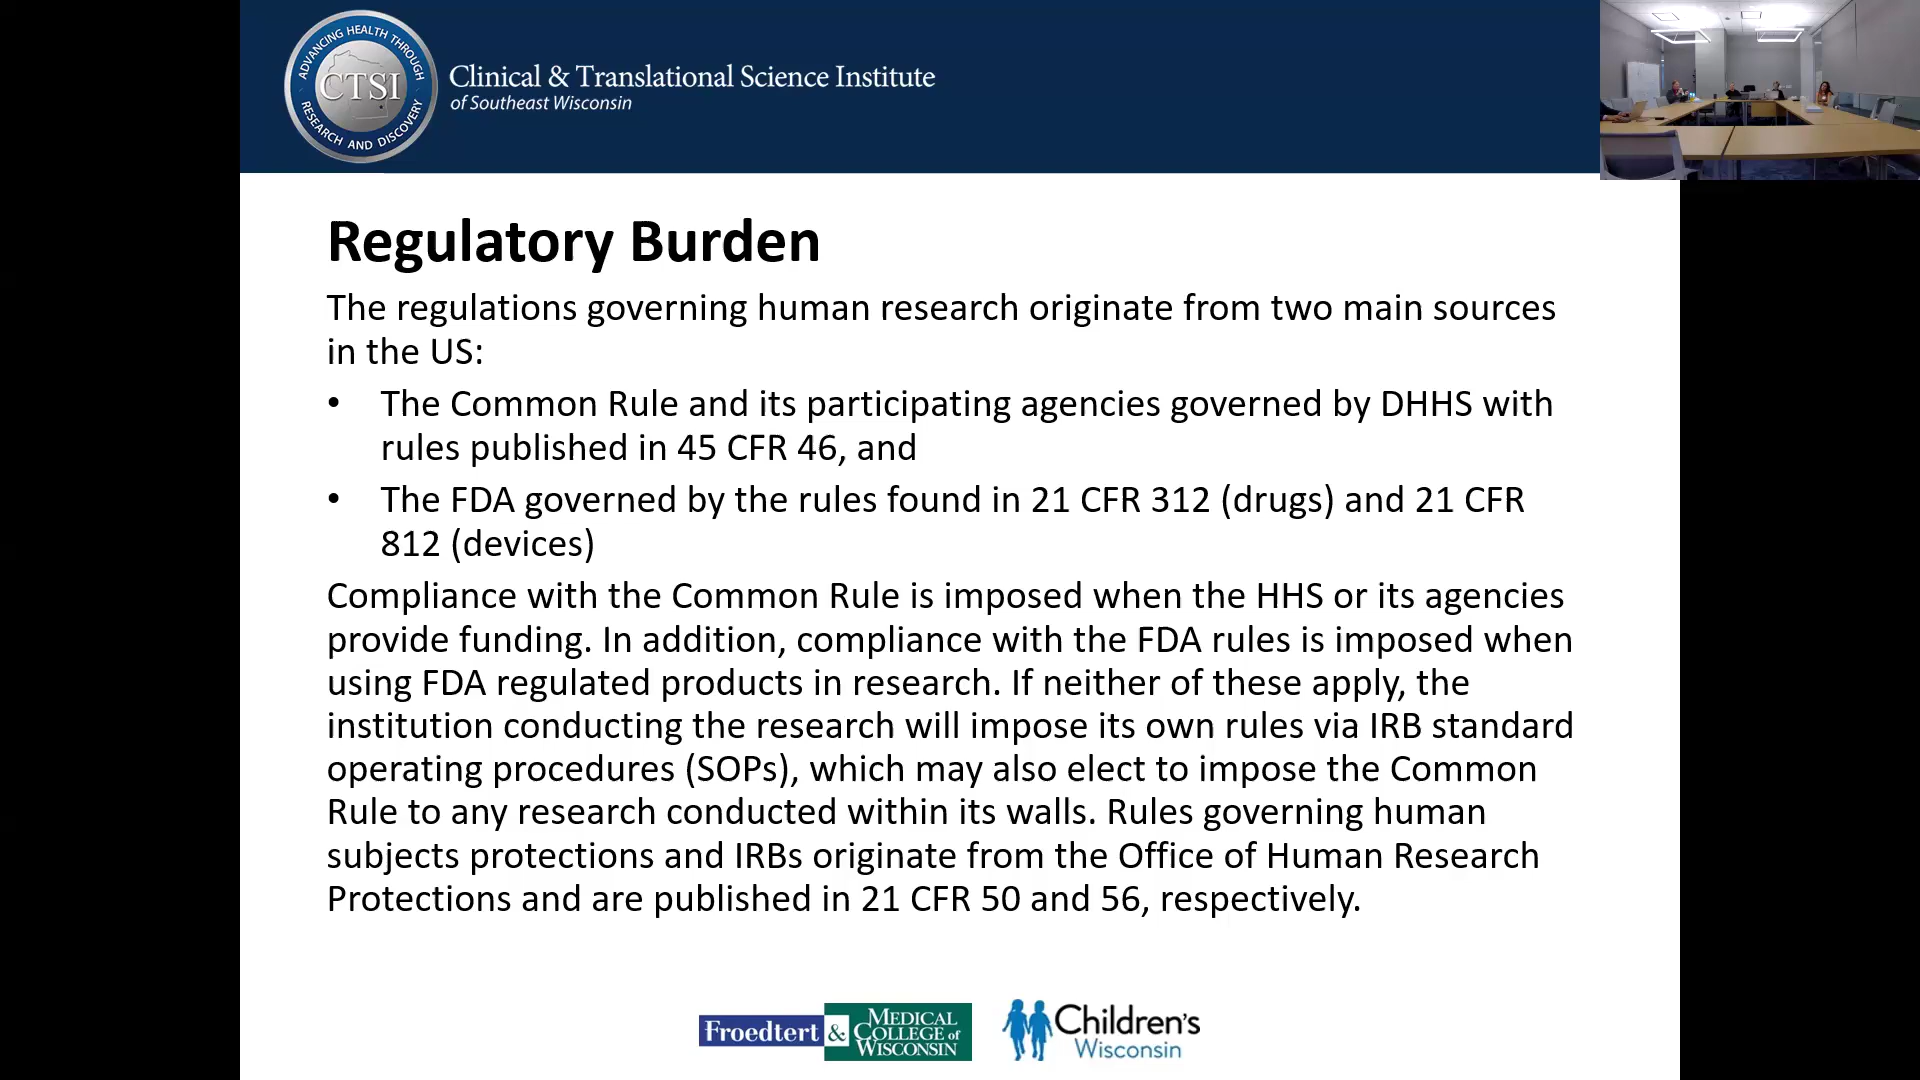 ADVANCING HEALTH THROUGH
CTSI
RESEARCH AND DISCOVERY
Clinical & Translational Science Institute
of Southeast Wisconsin
Regulatory Burden
The regulations governing human research originate from two main sources
in the US:
• The Common Rule and its participating agencies governed by DHHS with
rules published in 45 CFR 46, and
• The FDA governed by the rules found in 21 CFR 312 (drugs) and 21 CFR
812 (devices)
Compliance with the Common Rule is imposed when the HHS or its agencies
provide funding. In addition, compliance with the FDA rules is imposed when
using FDA regulated products in research. If neither of these apply, the
institution conducting the research will impose its own rules via IRB standard
operating procedures (SOPs), which may also elect to impose the Common
Rule to any research conducted within its walls. Rules governing human
subjects protections and IRBs originate from the Office of Human Research
Protections and are published in 21 CFR 50 and 56, respectively.
Froedtert & MEDICAL
COLLEGE of
WISCONSIN
Children's
Wisconsin